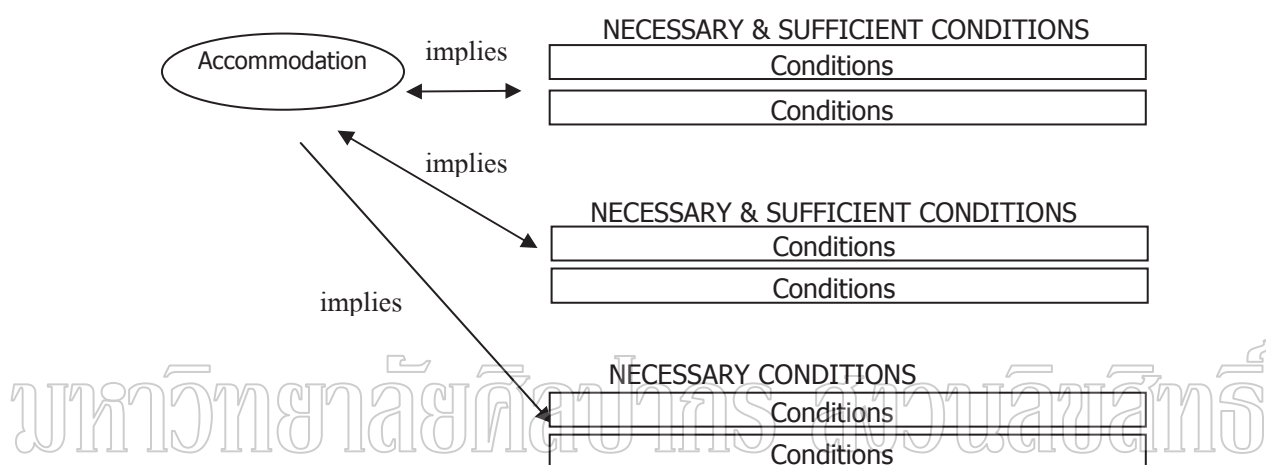 NECESSARY & SUFFICIENT CONDITIONS
Accommodation
implies
Conditions
Conditions
implies
NECESSARY & SUFFICIENT CONDITIONS
Conditions
Conditions
implies
NECESSARY CONDITIONS
Conditions
Conditions
มหาวิทยาลัยศิลปากร สงวนลิขสิทธิ์